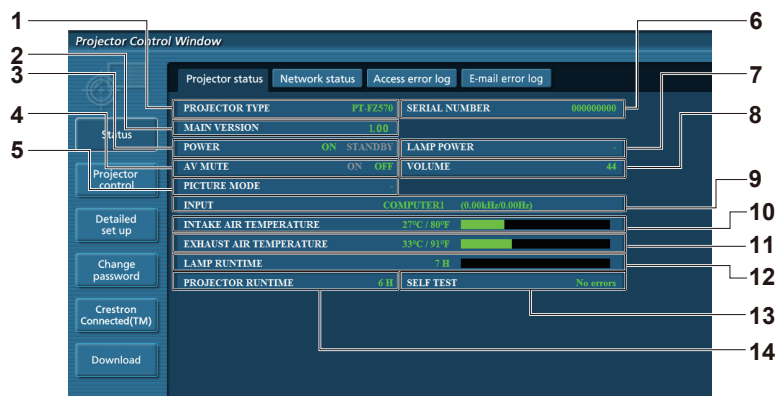 1
2
3
4
5
6
7
8
9
10
11
12
13
14
Projector Control Window
Projector status Network status Access error log E-mail error log
Status
Projector control
Detailed set up
Change password
Crestron Connected(TM)
Download
PROJECTOR TYPE PT-FZ570 SERIAL NUMBER 000000000
MAIN VERSION 1.00
POWER ON STANDBY LAMP POWER -
AV MUTE ON OFF VOLUME 44
PICTURE MODE -
INPUT COMPUTER1 (0.00kHz/0.00Hz)
INTAKE AIR TEMPERATURE 27°C / 80°F
EXHAUST AIR TEMPERATURE 33°C / 91°F
LAMP RUNTIME 7 H
PROJECTOR RUNTIME 6 H SELF TEST No errors